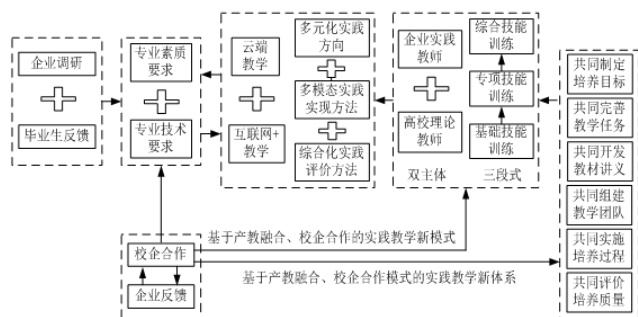 企业调研
毕业生反馈
专业素质
要求
专业技术
要求
云端
教学
互联网+
教学
多元化实践
方向
多模态实践
实现方法
综合化实践
评价方法
企业实践
教师
高校理论
教师
双主体
综合技能
训练
专项技能
训练
基础技能
训练
三段式
共同制定
培养目标
共同完善
教学任务
共同开发
教材讲义
共同组建
教学团队
共同实施
培养过程
共同评价
培养质量
校企合作
企业反馈
基于产教融合、校企合作的实践教学新模式
基于产教融合、校企合作模式的实践教学新体系